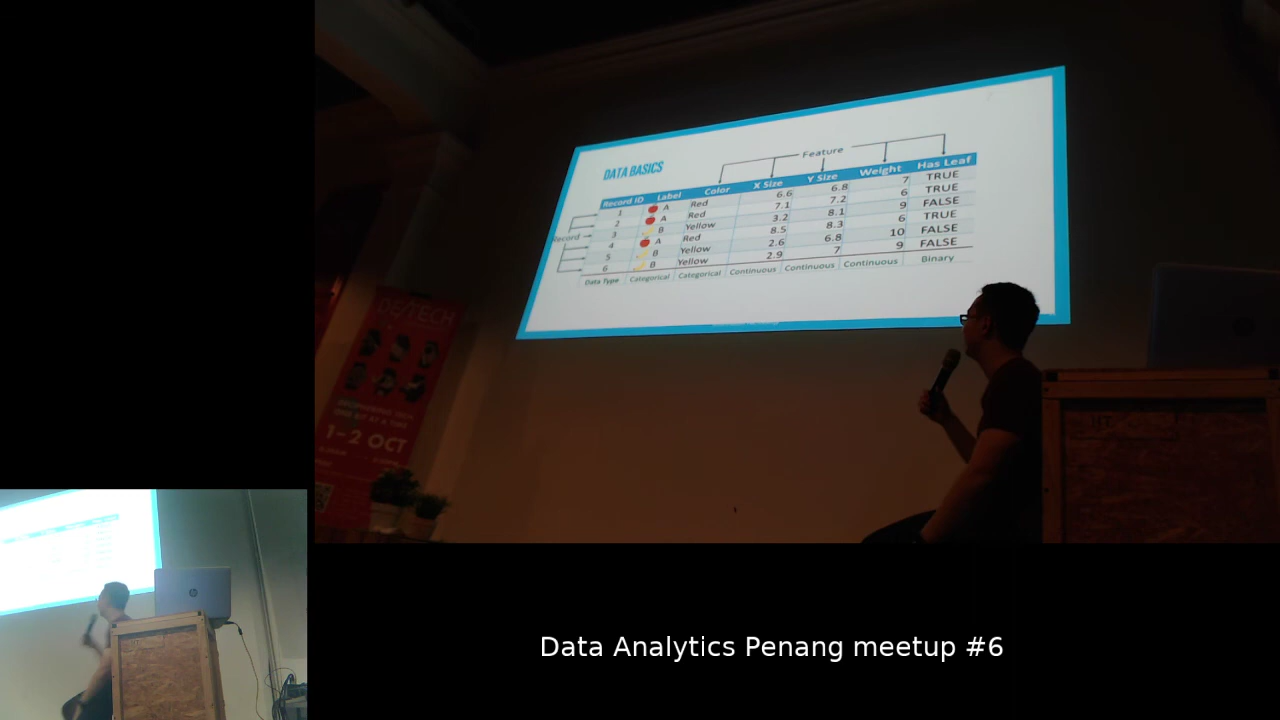 DATA BASICS
Feature
Record ID Label Color X Size Y Size Weight Has Leaf
1 A Red 6.6 6.8 7 TRUE
2 A Red 7.1 7.2 6 TRUE
3 B Yellow 3.2 8.1 9 FALSE
4 A Red 8.5 8.3 6 TRUE
5 B Yellow 2.6 6.8 10 FALSE
6 B Yellow 2.9 7 9 FALSE
Data Type Categorical Categorical Continuous Continuous Continuous Binary
Record
DE/TECH
1-2 OCT
hp
Data Analytics Penang meetup #6